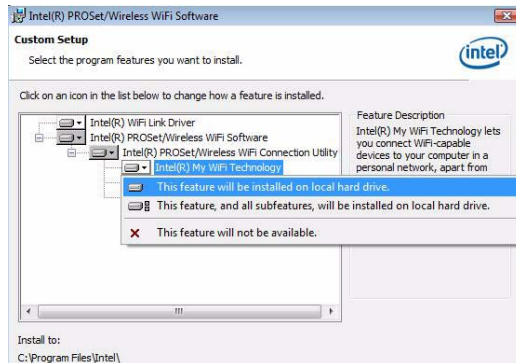 Intel(R) PROSet/Wireless WiFi Software
Custom Setup
Select the program features you want to install.
intel
Click on an icon in the list below to change how a feature is installed.
Intel(R) WiFi Link Driver
Intel(R) PROSet/Wireless WiFi Software
Intel(R) PROSet/Wireless WiFi Connection Utility
Intel(R) My WiFi Technology
This feature will be installed on local hard drive.
This feature, and all subfeatures, will be installed on local hard drive.
This feature will not be available.
Feature Description
Intel(R) My WiFi Technology lets
you connect WiFi-capable
devices to your computer in a
personal network, apart from
Install to:
C:\Program Files\Intel\